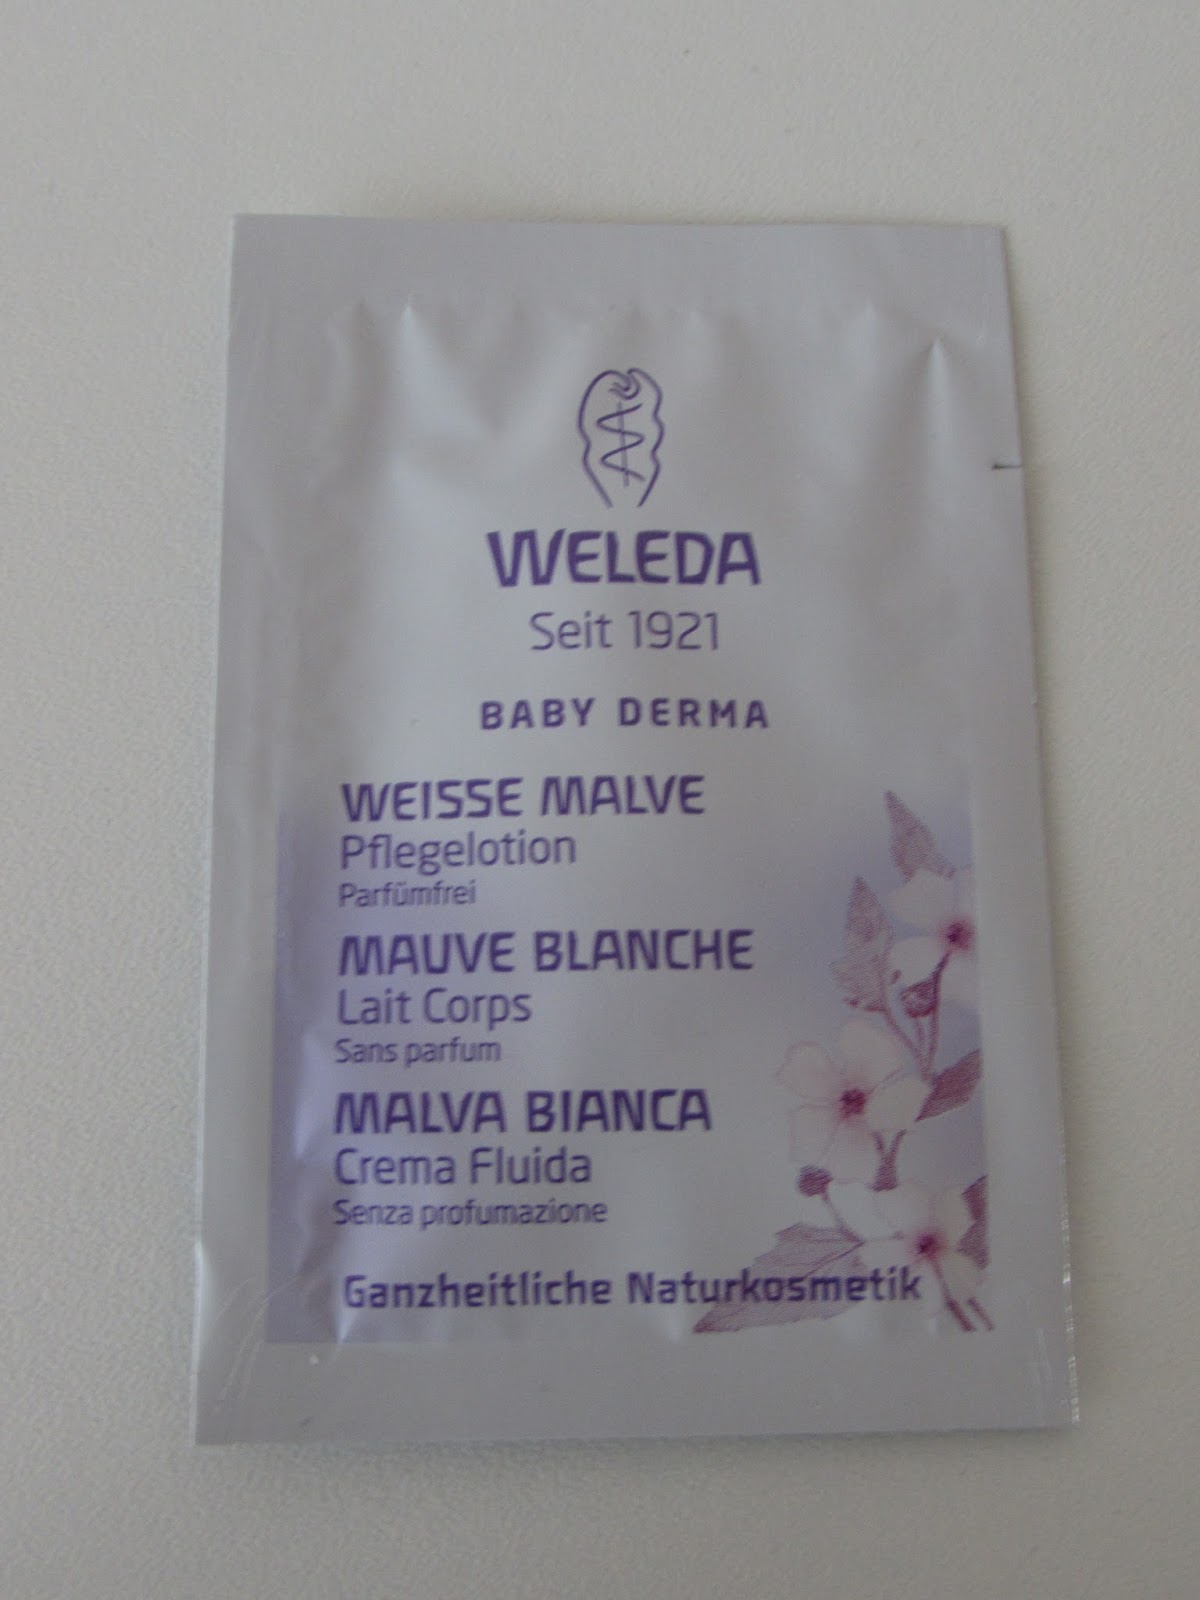 WELEDA
Seit 1921
BABY DERMA
WEISSE MALVE
Pflegelotion
Parfümfrei
MAUVE BLANCHE
Lait Corps
Sans parfum
MALVA BIANCA
Crema Fluida
Senza profumazione
Ganzheitliche Naturkosmetik